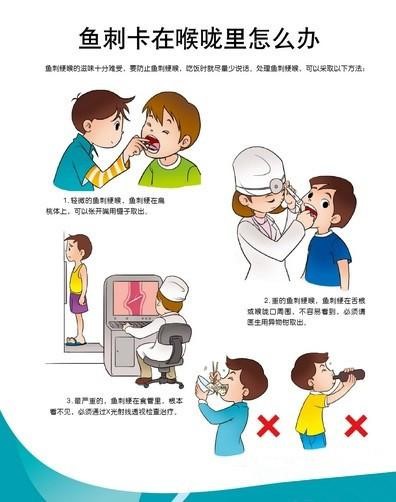 鱼刺卡在喉咙里怎么办
鱼刺梗喉的滋味十分难受，要防止鱼刺梗喉，吃饭时就尽量少说话，处理鱼刺梗喉，可以采取以下方法：
1.轻微的鱼刺梗喉，鱼刺梗在扁
桃体上，可以张开嘴用镊子取出。
2.重的鱼刺梗喉，鱼刺梗在舌根
或喉咙口周围，不容易看到，必须请
医生用异物钳取出。
3.最严重的，鱼刺梗在食管里，根本
看不见，必须通过X光射线透视检查治疗。